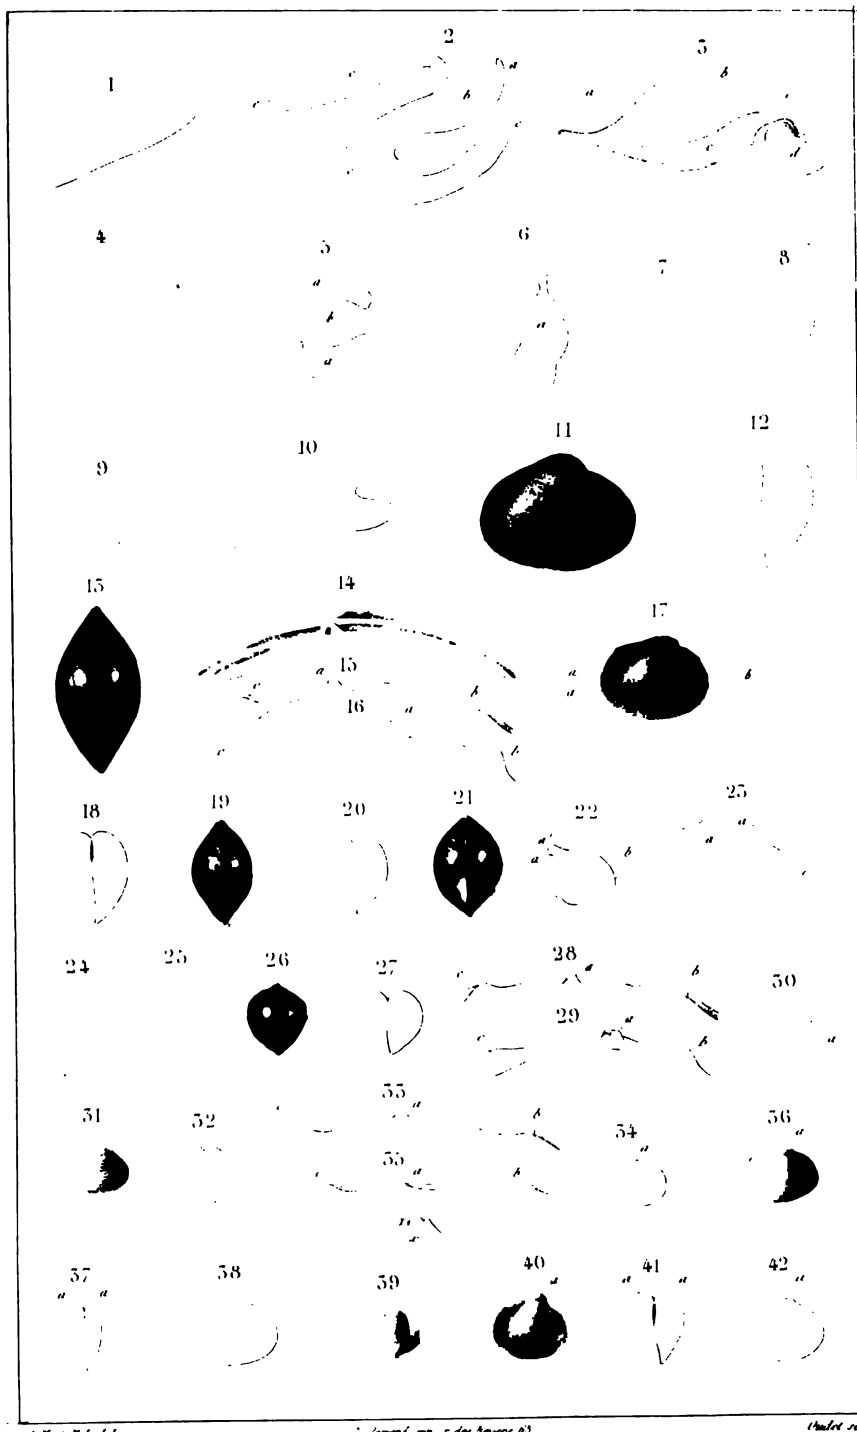 1 2 3
c c b a a b c
c c c d
4 5 6 7 8
a b a a
9 10 11 12
13 14 17
c a 15 b a a b
16 a
c b
18 19 20 21 22 23
a a b a a c
24 25 26 27 28 30
c a b
29 a
c b a
31 32 33 34 36
a b a a
35 a
c b
x
37 38 39 40 41 42
a a a a a a